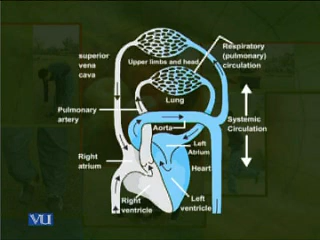 superior
vena
cava
Upper limbs and head
Respiratory
(pulmonary)
circulation
Lung
Pulmonary
artery
Aorta
Systemic
Circulation
Left
Atrium
Right
atrium
Heart
Right
ventricle
Left
ventricle
VU